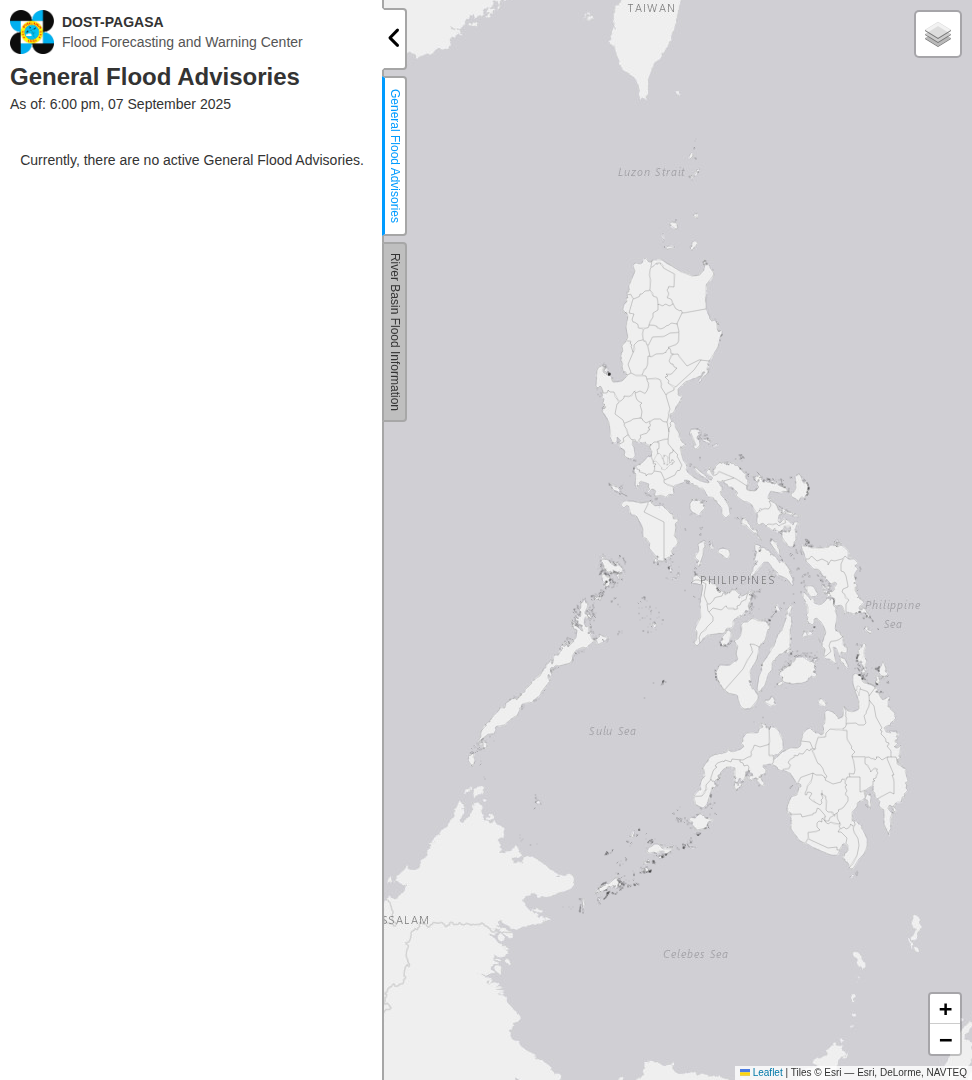 DOST-PAGASA
Flood Forecasting and Warning Center
General Flood Advisories
As of: 6:00 pm, 07 September 2025
Currently, there are no active General Flood Advisories.
General Flood Advisories
River Basin Flood Information
TAIWAN
Luzon Strait
PHILIPPINES
Philippine
Sea
Sulu Sea
SSALAM
Celebes Sea
+
−
Leaflet | Tiles © Esri — Esri, DeLorme, NAVTEQ